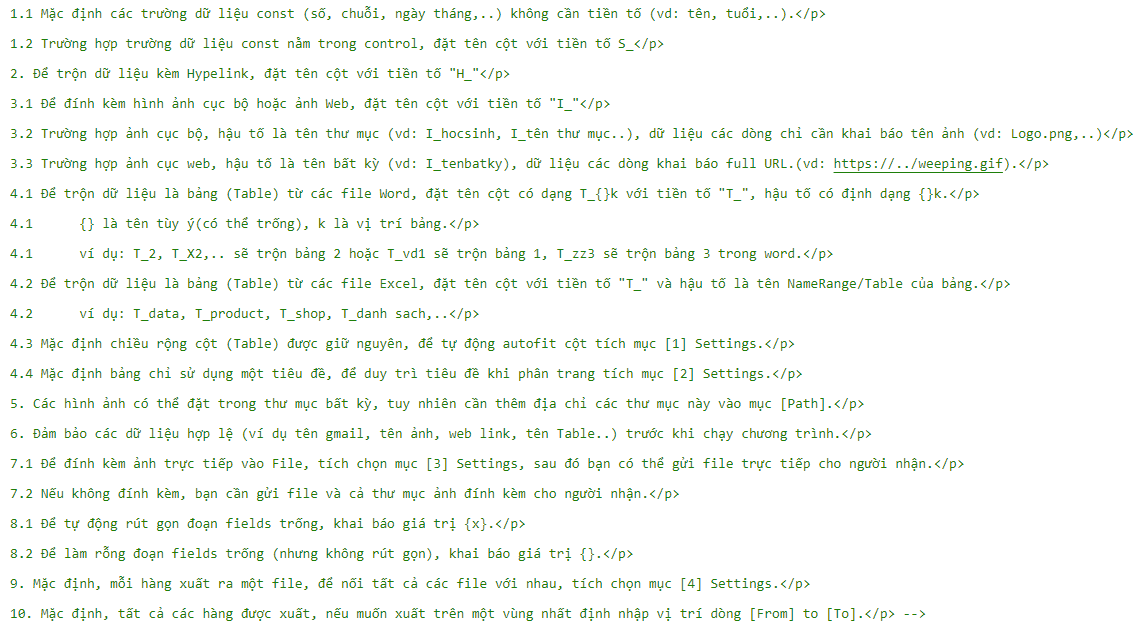 1.1 Mặc định các trường dữ liệu const (số, chuỗi, ngày tháng,..) không cần tiền tố (vd: tên, tuổi,..).</p>
1.2 Trường hợp trường dữ liệu const nằm trong control, đặt tên cột với tiền tố S_</p>
2. Để trộn dữ liệu kèm Hypelink, đặt tên cột với tiền tố "H_"</p>
3.1 Để đính kèm hình ảnh cục bộ hoặc ảnh Web, đặt tên cột với tiền tố "I_"</p>
3.2 Trường hợp ảnh cục bộ, hậu tố là tên thư mục (vd: I_hocsinh, I_tên thư mục..), dữ liệu các dòng chỉ cần khai báo tên ảnh (vd: Logo.png,..)</p>
3.3 Trường hợp ảnh cục web, hậu tố là tên bất kỳ (vd: I_tenbatky), dữ liệu các dòng khai báo full URL.(vd: https://../weeping.gif).</p>
4.1 Để trộn dữ liệu là bảng (Table) từ các file Word, đặt tên cột có dạng T_{}k với tiền tố "T_", hậu tố có định dạng {}k.</p>
4.1      {} là tên tùy ý(có thể trống), k là vị trí bảng.</p>
4.1      ví dụ: T_2, T_X2,.. sẽ trộn bảng 2 hoặc T_vd1 sẽ trộn bảng 1, T_zz3 sẽ trộn bảng 3 trong word.</p>
4.2 Để trộn dữ liệu là bảng (Table) từ các file Excel, đặt tên cột với tiền tố "T_" và hậu tố là tên NameRange/Table của bảng.</p>
4.2      ví dụ: T_data, T_product, T_shop, T_danh sach,..</p>
4.3 Mặc định chiều rộng cột (Table) được giữ nguyên, để tự động autofit cột tích mục [1] Settings.</p>
4.4 Mặc định bảng chỉ sử dụng một tiêu đề, để duy trì tiêu đề khi phân trang tích mục [2] Settings.</p>
5. Các hình ảnh có thể đặt trong thư mục bất kỳ, tuy nhiên cần thêm địa chỉ các thư mục này vào mục [Path].</p>
6. Đảm bảo các dữ liệu hợp lệ (ví dụ tên gmail, tên ảnh, web link, tên Table..) trước khi chạy chương trình.</p>
7.1 Để đính kèm ảnh trực tiếp vào File, tích chọn mục [3] Settings, sau đó bạn có thể gửi file trực tiếp cho người nhận.</p>
7.2 Nếu không đính kèm, bạn cần gửi file và cả thư mục ảnh đính kèm cho người nhận.</p>
8.1 Để tự động rút gọn đoạn fields trống, khai báo giá trị {x}.</p>
8.2 Để làm rỗng đoạn fields trống (nhưng không rút gọn), khai báo giá trị {}.</p>
9. Mặc định, mỗi hàng xuất ra một file, để nối tất cả các file với nhau, tích chọn mục [4] Settings.</p>
10. Mặc định, tất cả các hàng được xuất, nếu muốn xuất trên một vùng nhất định nhập vị trí dòng [From] to [To].</p> -->